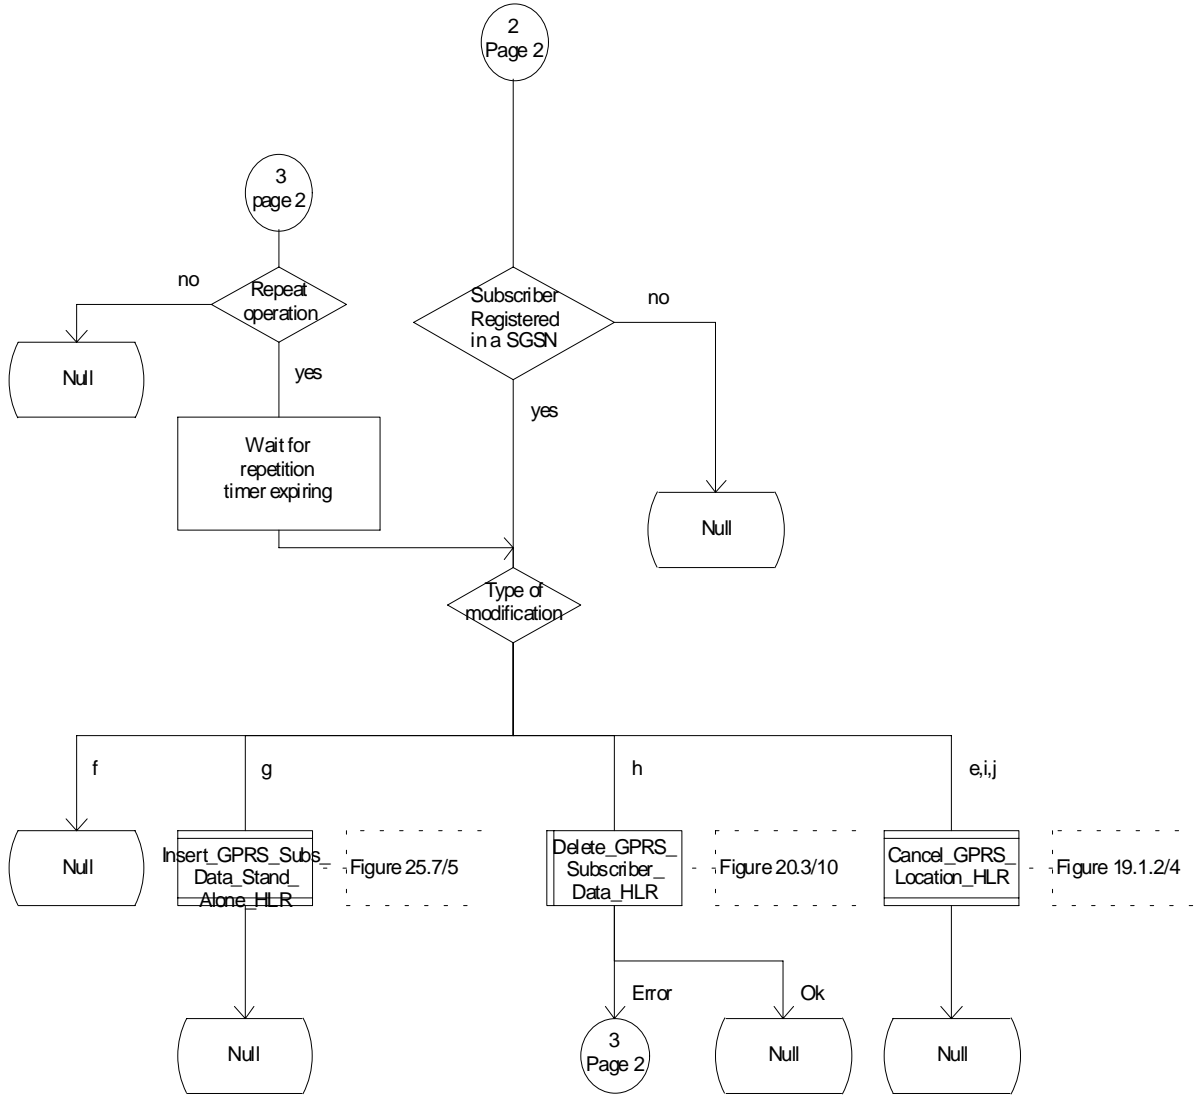 2
Page 2
3
page 2
no
Repeat
operation
Subscriber
Registered
in a SGSN
no
Null
yes
yes
Wait for
repetition
timer expiring
Null
Type of
modification
f
g
h
e,i,j
Null
Insert_GPRS_Subs_
Data_Stand_
Alone_HLR
Figure 25.7/5
Delete_GPRS_
Subscriber_
Data_HLR
Figure 20.3/10
Cancel_GPRS_
Location_HLR
Figure 19.1.2/4
Error
Ok
Null
3
Page 2
Null
Null